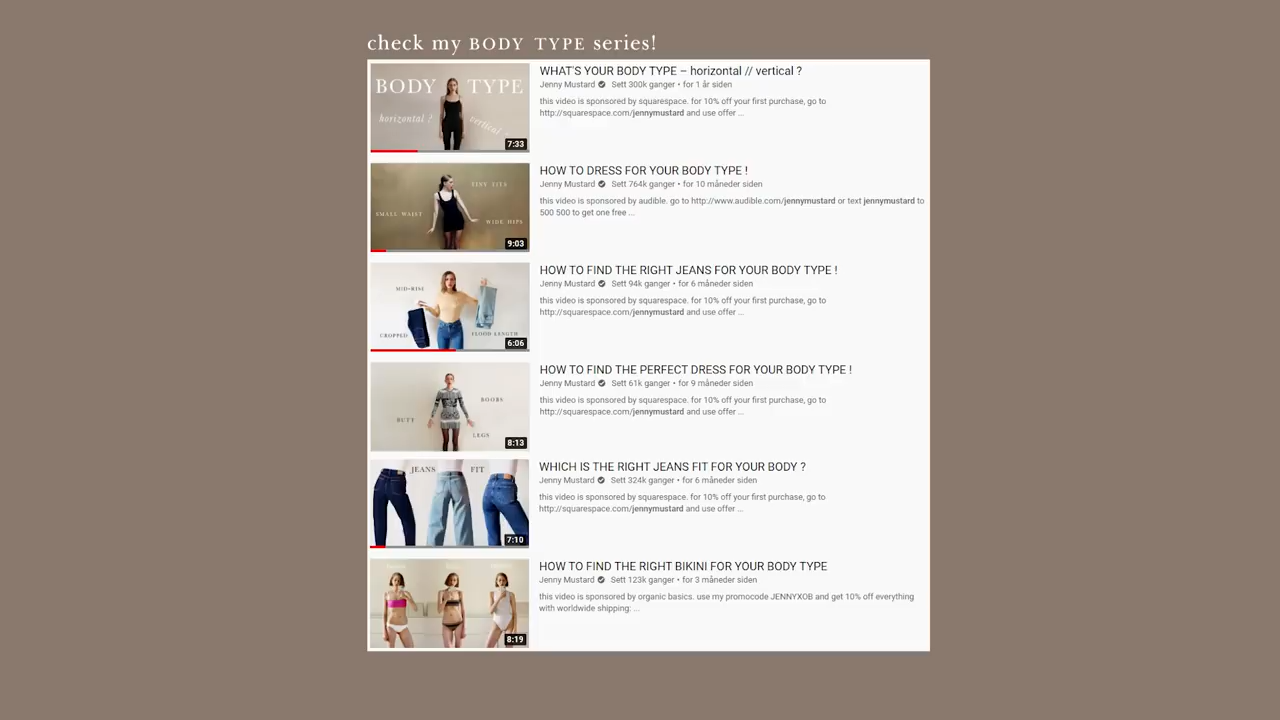 check my BODY TYPE series!
BODY TYPE
horizontal ?
vertical ?
7:33
WHAT'S YOUR BODY TYPE – horizontal // vertical ?
Jenny Mustard Sett 300k ganger • for 1 år siden
this video is sponsored by squarespace. for 10% off your first purchase, go to
http://squarespace.com/jennymustard and use offer ...
TINY TITS
SMALL WAIST
WIDE HIPS
9:03
HOW TO DRESS FOR YOUR BODY TYPE !
Jenny Mustard Sett 764k ganger • for 10 måneder siden
this video is sponsored by audible. go to http://www.audible.com/jennymustard or text jennymustard to
500 500 to get one free ...
MID-RISE
CROPPED
FLOOD LENGTH
6:06
HOW TO FIND THE RIGHT JEANS FOR YOUR BODY TYPE !
Jenny Mustard Sett 94k ganger • for 6 måneder siden
this video is sponsored by squarespace. for 10% off your first purchase, go to
http://squarespace.com/jennymustard and use offer ...
BOOBS
BUTT
LEGS
8:13
HOW TO FIND THE PERFECT DRESS FOR YOUR BODY TYPE !
Jenny Mustard Sett 61k ganger • for 9 måneder siden
this video is sponsored by squarespace. for 10% off your first purchase, go to
http://squarespace.com/jennymustard and use offer ...
JEANS FIT
7:10
WHICH IS THE RIGHT JEANS FIT FOR YOUR BODY ?
Jenny Mustard Sett 324k ganger • for 6 måneder siden
this video is sponsored by squarespace. for 10% off your first purchase, go to
http://squarespace.com/jennymustard and use offer ...
8:19
HOW TO FIND THE RIGHT BIKINI FOR YOUR BODY TYPE
Jenny Mustard Sett 123k ganger • for 3 måneder siden
this video is sponsored by organic basics. use my promocode JENNYXOB and get 10% off everything
with worldwide shipping: ...